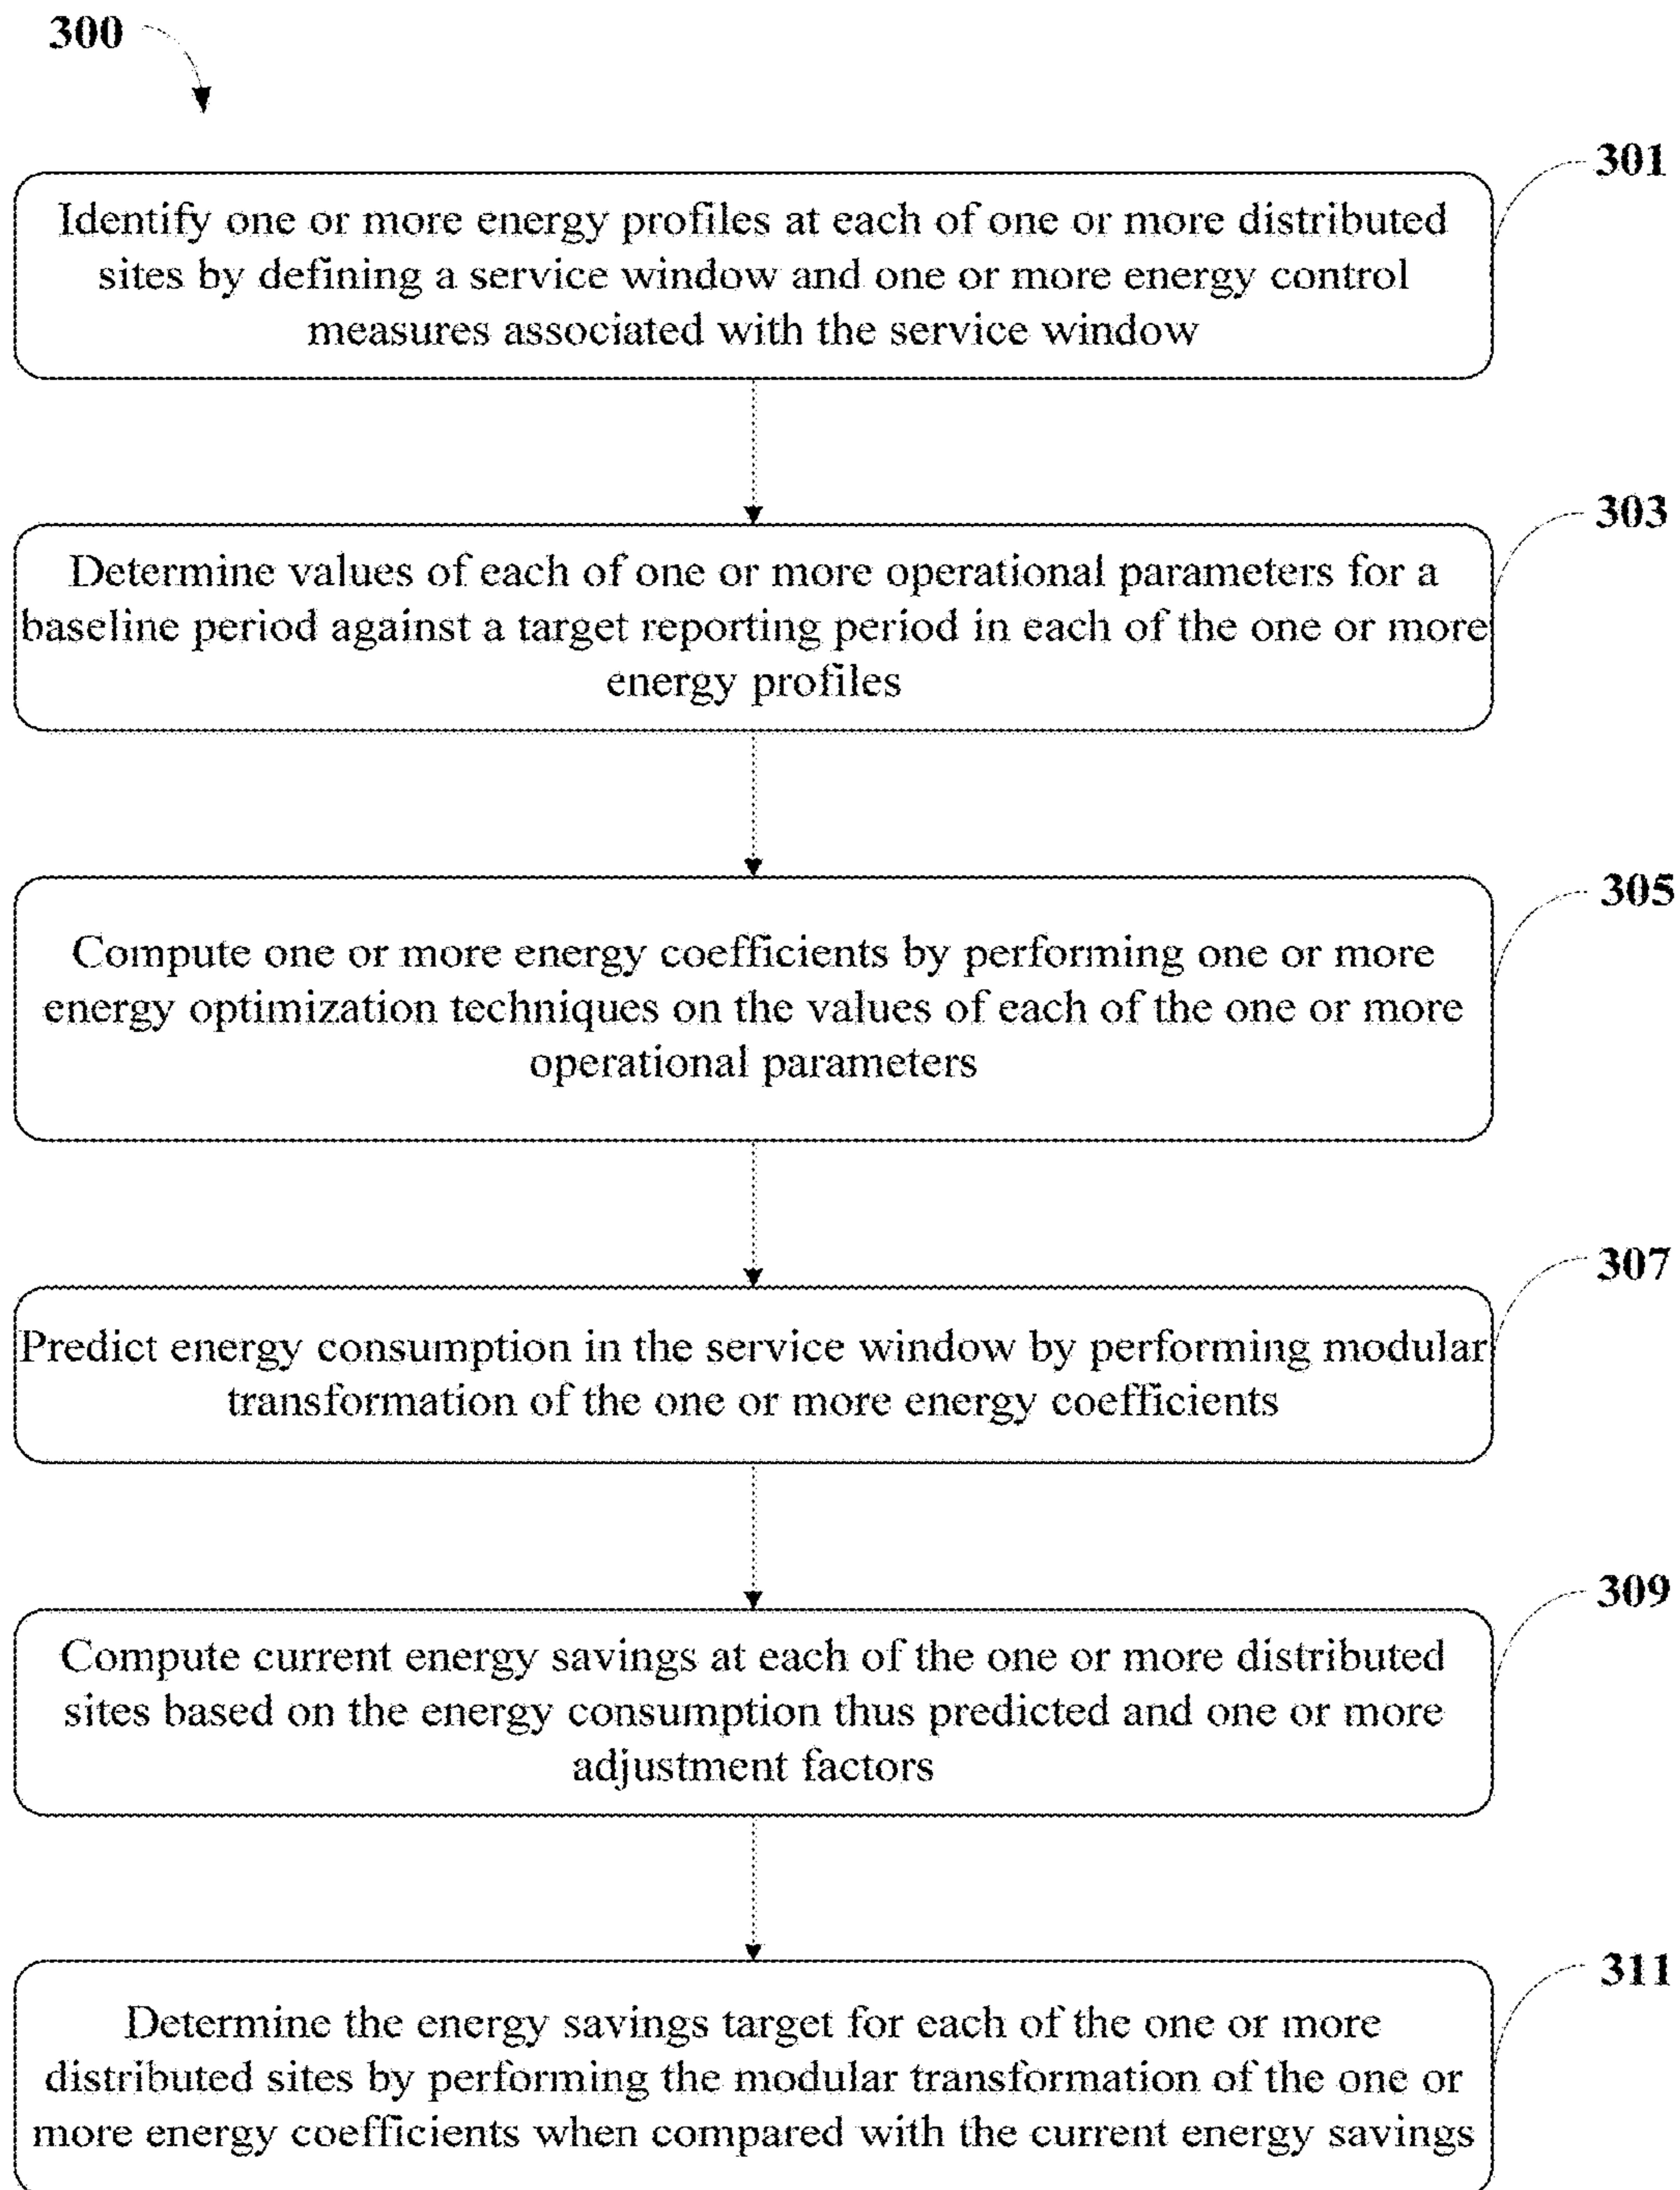 300
301
Identify one or more energy profiles at each of one or more distributed
sites by defining a service window and one or more energy control
measures associated with the service window
303
Determine values of each of one or more operational parameters for a
baseline period against a target reporting period in each of the one or more
energy profiles
305
Compute one or more energy coefficients by performing one or more
energy optimization techniques on the values of each of the one or more
operational parameters
307
Predict energy consumption in the service window by performing modular
transformation of the one or more energy coefficients
309
Compute current energy savings at each of the one or more distributed
sites based on the energy consumption thus predicted and one or more
adjustment factors
311
Determine the energy savings target for each of the one or more
distributed sites by performing the modular transformation of the one or
more energy coefficients when compared with the current energy savings